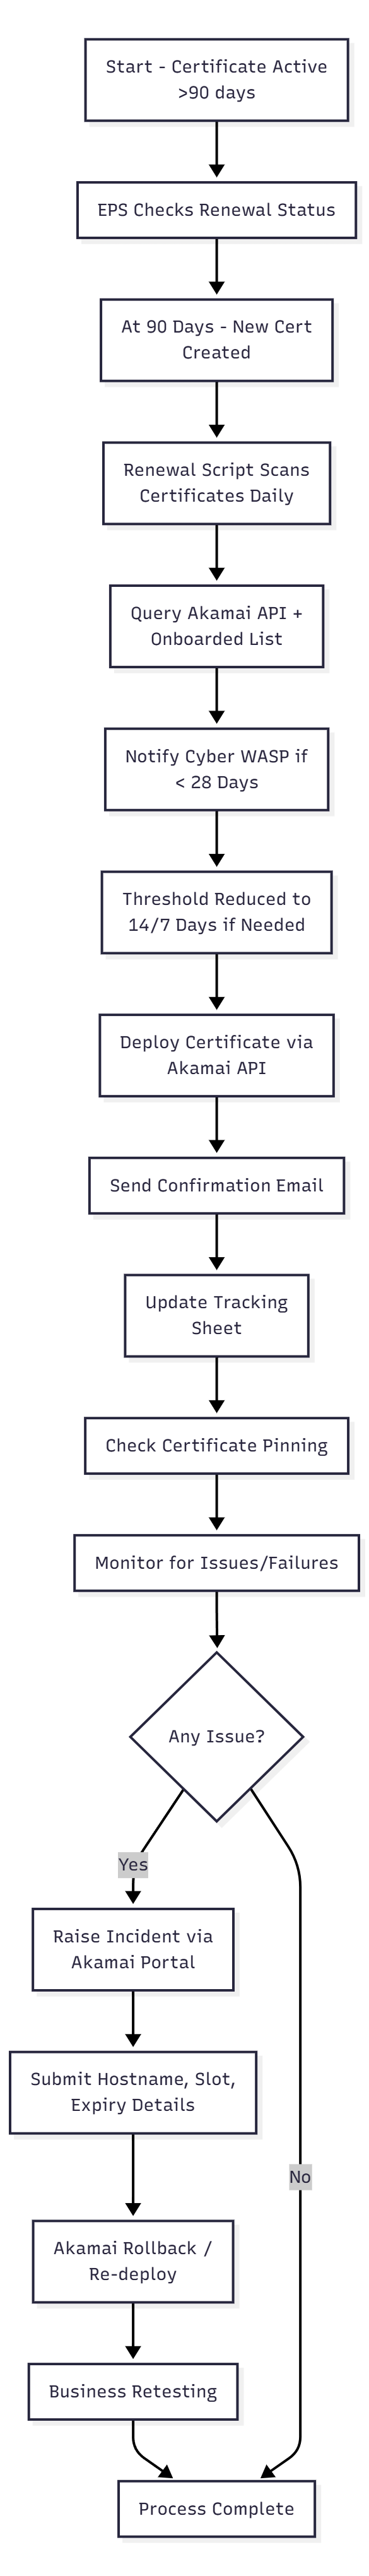 Start - Certificate Active
>90 days
EPS Checks Renewal Status
At 90 Days - New Cert
Created
Renewal Script Scans
Certificates Daily
Query Akamai API +
Onboarded List
Notify Cyber WASP if
< 28 Days
Threshold Reduced to
14/7 Days if Needed
Deploy Certificate via
Akamai API
Send Confirmation Email
Update Tracking
Sheet
Check Certificate Pinning
Monitor for Issues/Failures
Any Issue?
Yes
Raise Incident via
Akamai Portal
Submit Hostname, Slot,
Expiry Details
No
Akamai Rollback /
Re-deploy
Business Retesting
Process Complete